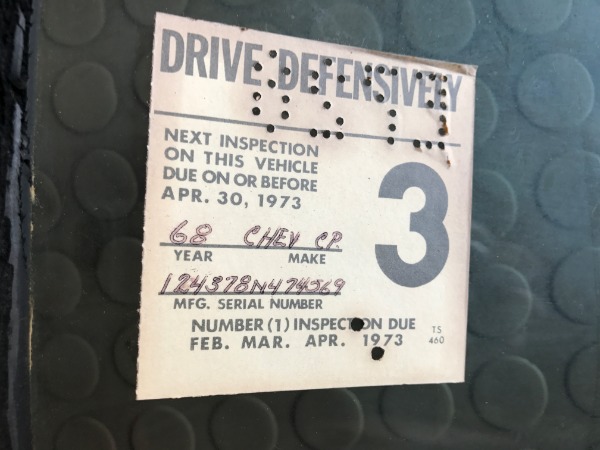 DRIVE DEFENSIVELY
NEXT INSPECTION
ON THIS VEHICLE
DUE ON OR BEFORE
APR. 30, 1973
3
68 CHEV CP.
YEAR MAKE
124378N474569
MFG. SERIAL NUMBER
NUMBER (1) INSPECTION DUE
FEB. MAR. APR. 1973
TS
460